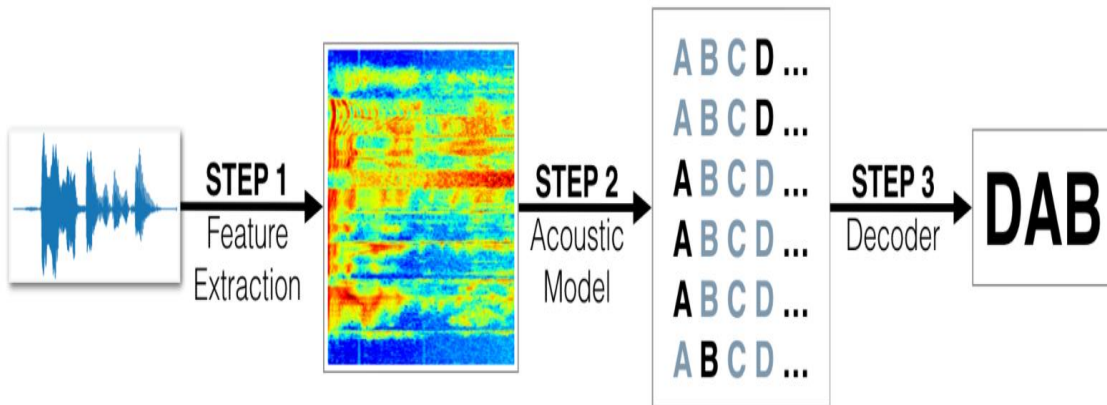 STEP 1
Feature
Extraction
STEP 2
Acoustic
Model
A B C D ...
A B C D ...
A B C D ...
A B C D ...
A B C D ...
A B C D ...
STEP 3
Decoder
DAB